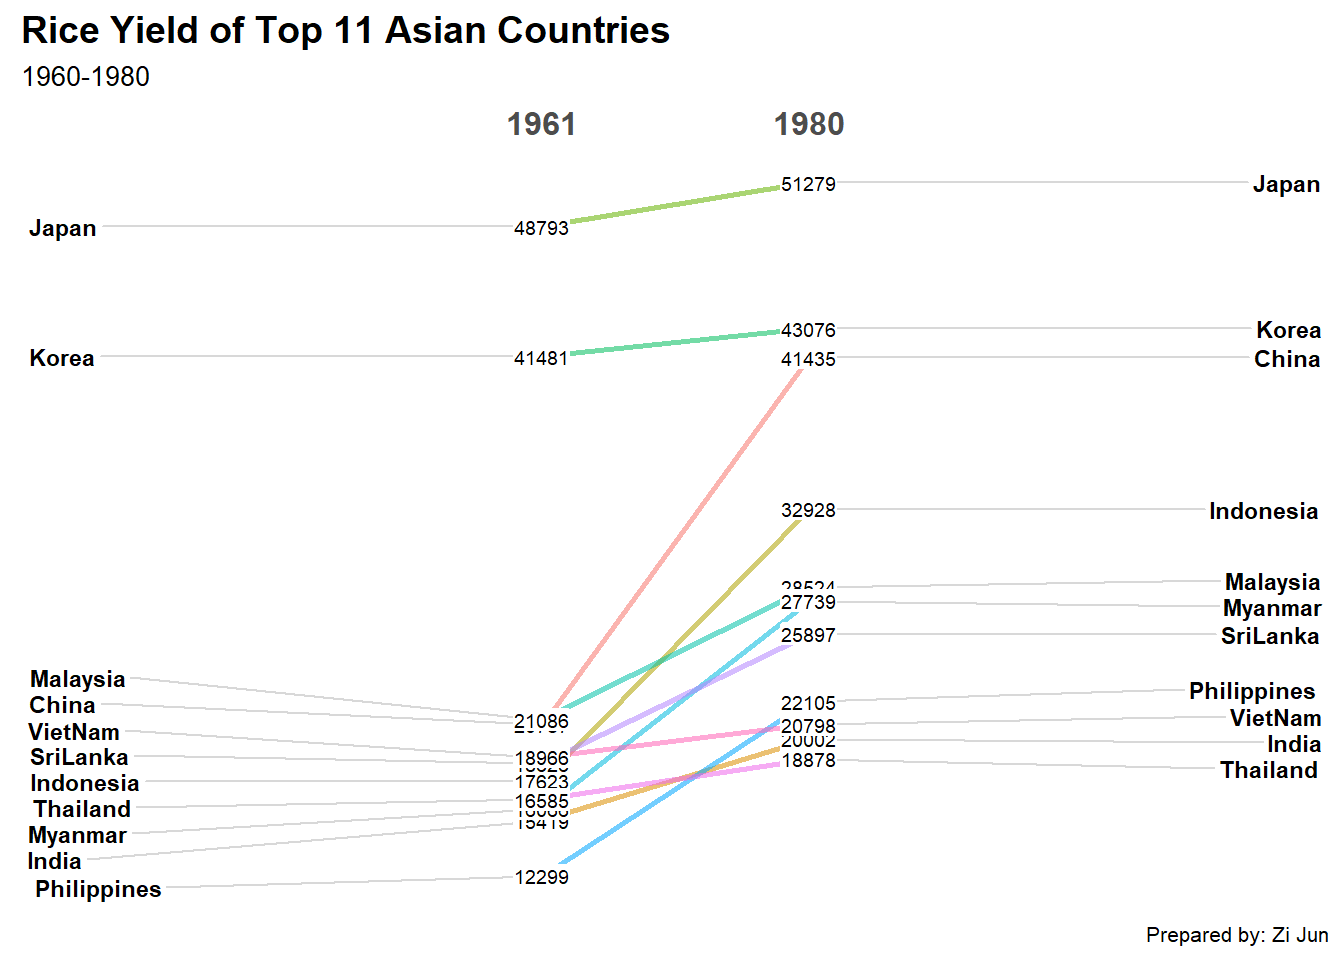 Rice Yield of Top 11 Asian Countries
1960-1980
1961 1980
51279 Japan
Japan 48793
43076 Korea
Korea 41481
41435 China
32928 Indonesia
Malaysia
27739 Myanmar
25897 SriLanka
Malaysia
22105 Philippines
China 21086
20798 VietNam
VietNam
20002 India
SriLanka 18966
18878 Thailand
Indonesia 17623
Thailand 16585
Myanmar
India 15419
Philippines 12299
Prepared by: Zi Jun